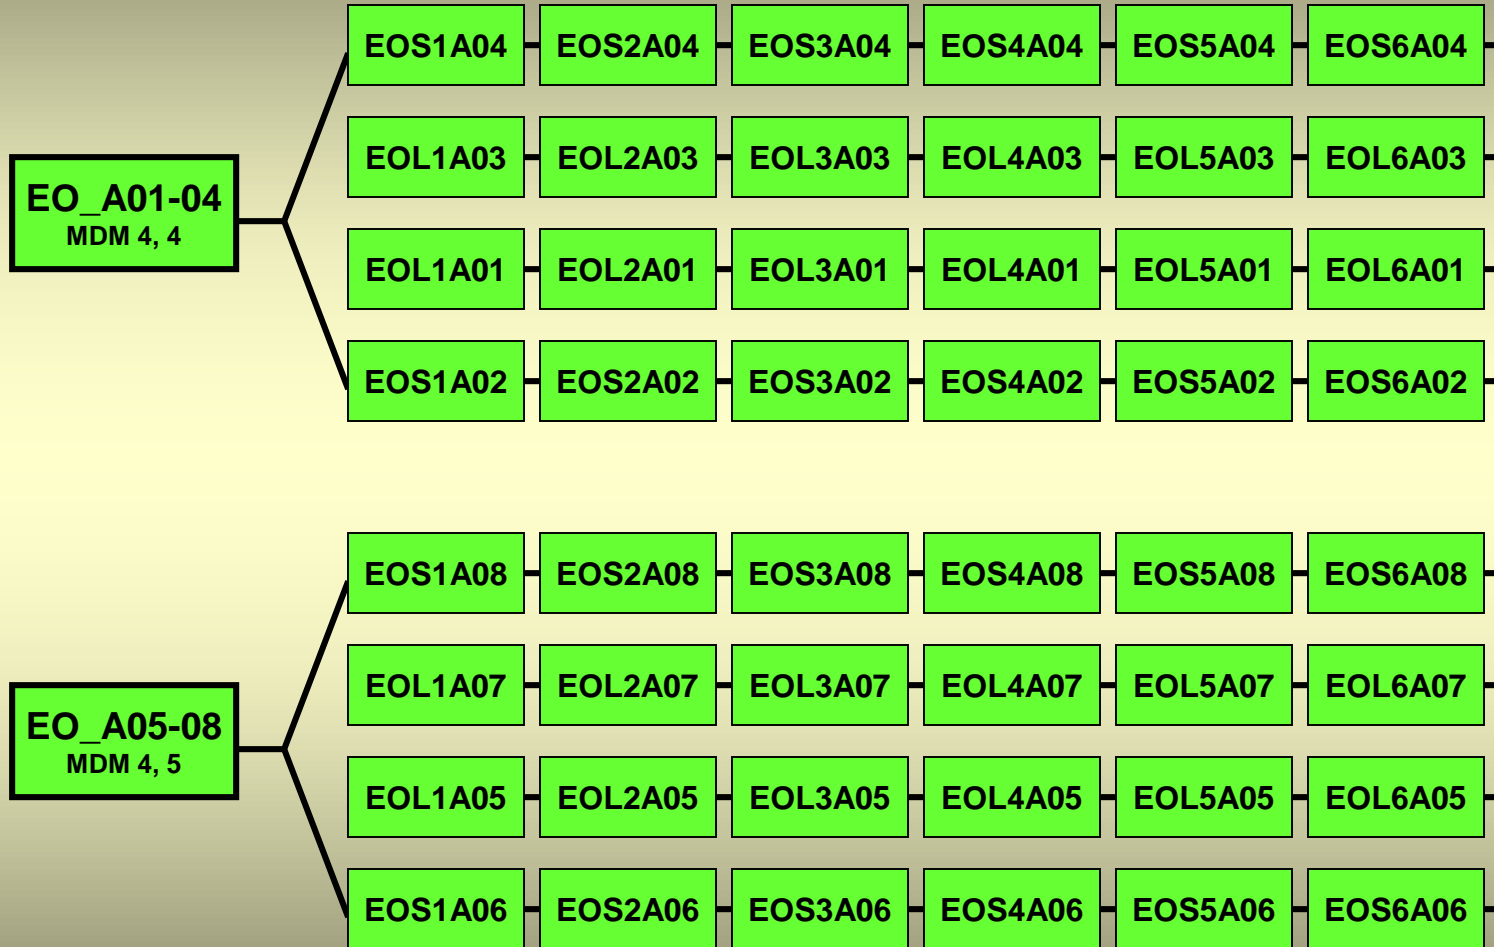 EOS1A04 EOS2A04 EOS3A04 EOS4A04 EOS5A04 EOS6A04
EOL1A03 EOL2A03 EOL3A03 EOL4A03 EOL5A03 EOL6A03
EO_A01-04
MDM 4, 4
EOL1A01 EOL2A01 EOL3A01 EOL4A01 EOL5A01 EOL6A01
EOS1A02 EOS2A02 EOS3A02 EOS4A02 EOS5A02 EOS6A02
EOS1A08 EOS2A08 EOS3A08 EOS4A08 EOS5A08 EOS6A08
EOL1A07 EOL2A07 EOL3A07 EOL4A07 EOL5A07 EOL6A07
EO_A05-08
MDM 4, 5
EOL1A05 EOL2A05 EOL3A05 EOL4A05 EOL5A05 EOL6A05
EOS1A06 EOS2A06 EOS3A06 EOS4A06 EOS5A06 EOS6A06